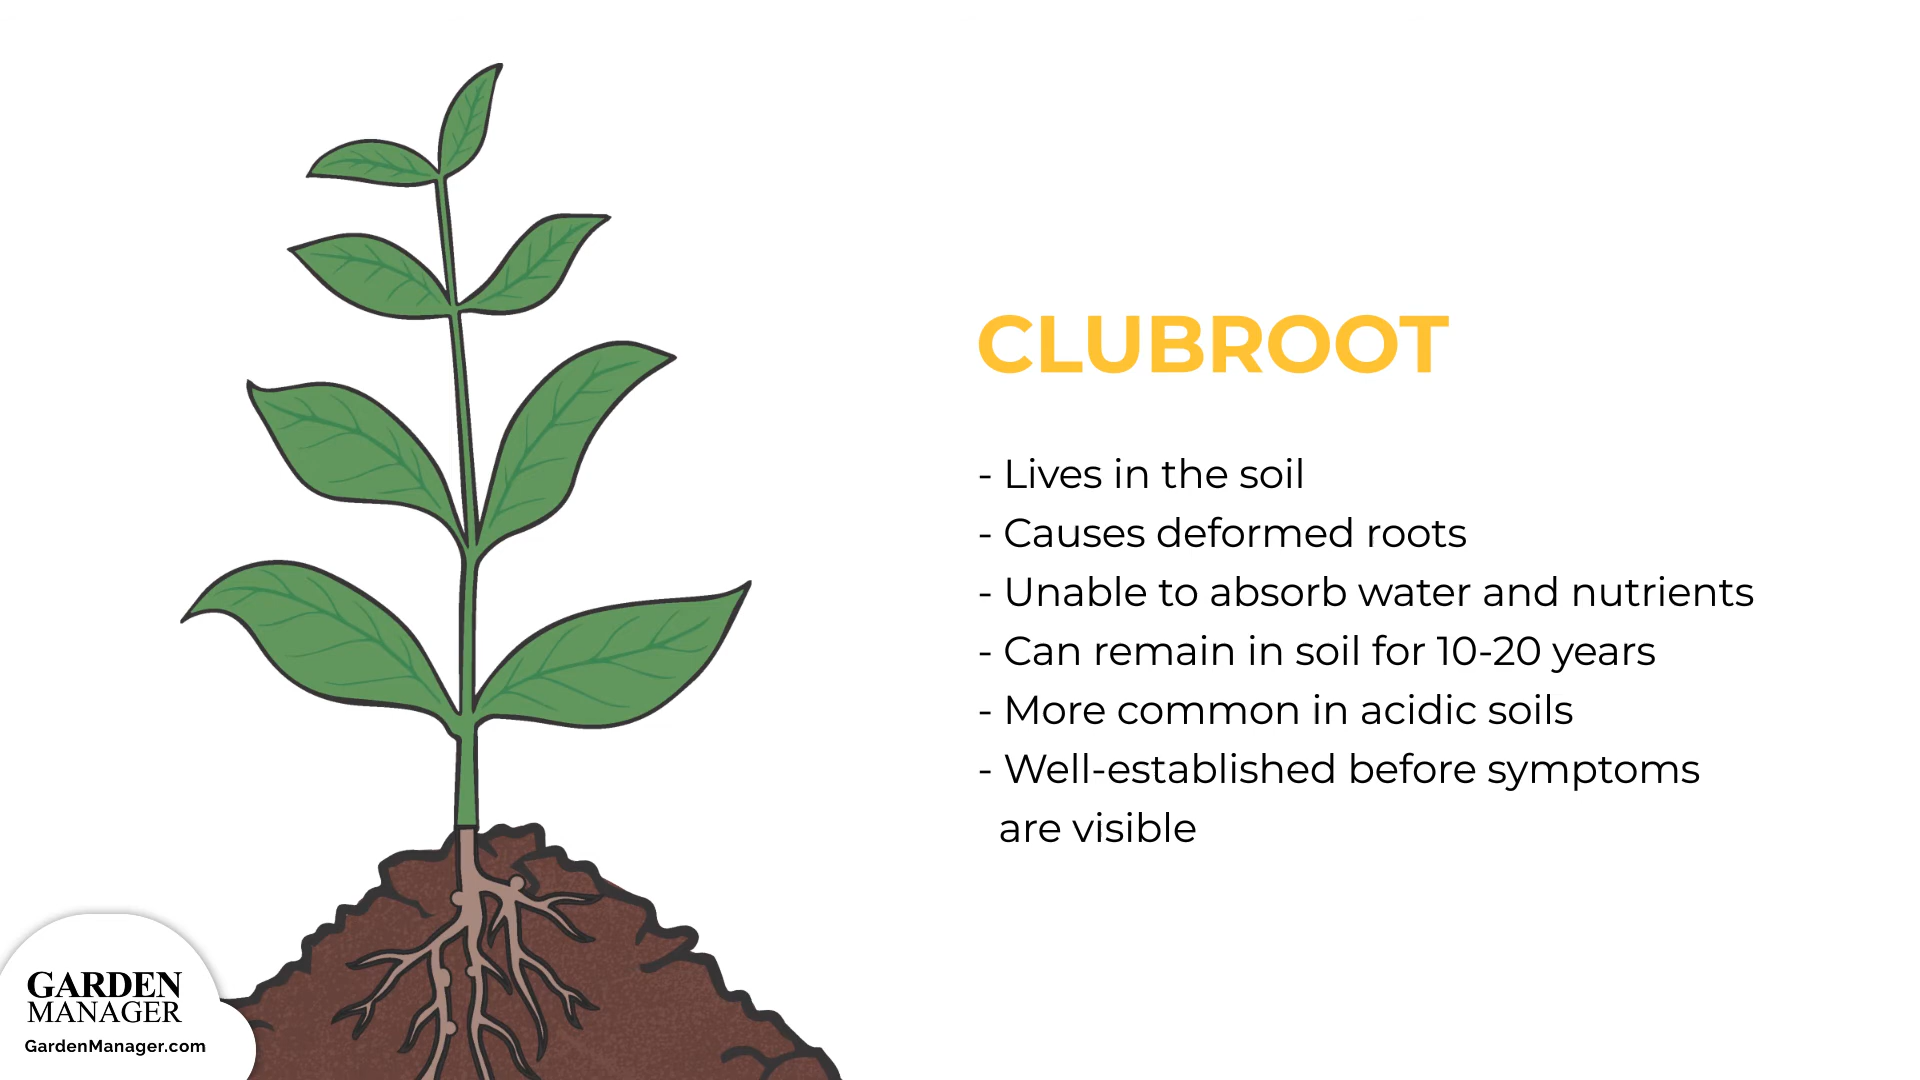 CLUBROOT
- Lives in the soil
- Causes deformed roots
- Unable to absorb water and nutrients
- Can remain in soil for 10-20 years
- More common in acidic soils
- Well-established before symptoms
are visible
GARDEN
MANAGER
GardenManager.com